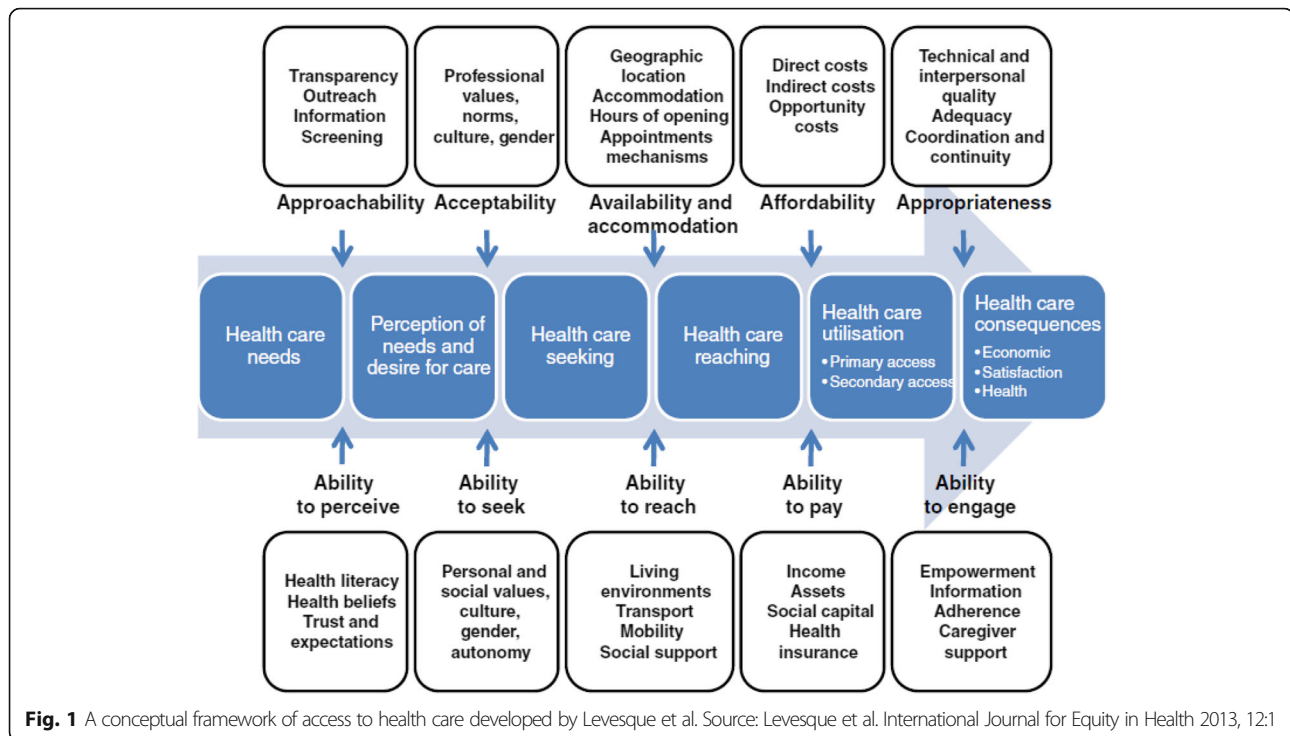 Transparency
Outreach
Information
Screening
Professional
values,
norms,
culture, gender
Geographic
location
Accommodation
Hours of opening
Appointments
mechanisms
Direct costs
Indirect costs
Opportunity
costs
Technical and
interpersonal
quality
Adequacy
Coordination and
continuity
Approachability
Acceptability
Availability and
accommodation
Affordability
Appropriateness
Health care
needs
Perception of
needs and
desire for care
Health care
seeking
Health care
reaching
Health care
utilisation
• Primary access
• Secondary access
Health care
consequences
• Economic
• Satisfaction
• Health
Ability
to perceive
Ability
to seek
Ability
to reach
Ability
to pay
Ability
to engage
Health literacy
Health beliefs
Trust and
expectations
Personal and
social values,
culture,
gender,
autonomy
Living
environments
Transport
Mobility
Social support
Income
Assets
Social capital
Health
insurance
Empowerment
Information
Adherence
Caregiver
support
Fig. 1 A conceptual framework of access to health care developed by Levesque et al. Source: Levesque et al. International Journal for Equity in Health 2013, 12:1